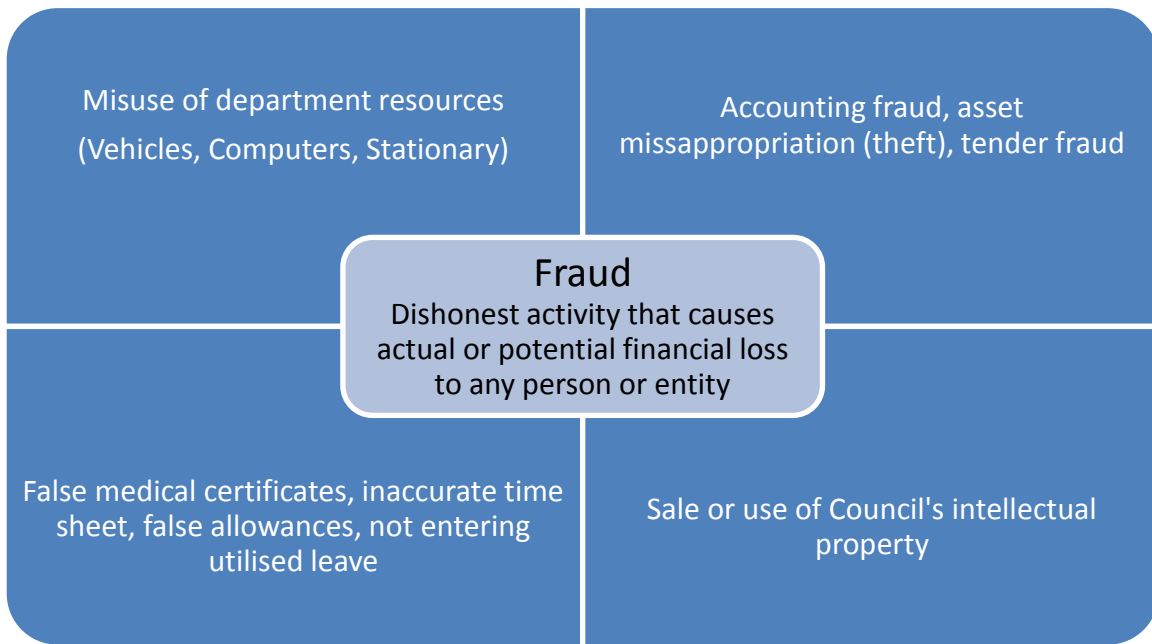 Misuse of department resources
(Vehicles, Computers, Stationary)
Accounting fraud, asset
missappropriation (theft), tender fraud
Fraud
Dishonest activity that causes
actual or potential financial loss
to any person or entity
False medical certificates, inaccurate time
sheet, false allowances, not entering
utilised leave
Sale or use of Council's intellectual
property